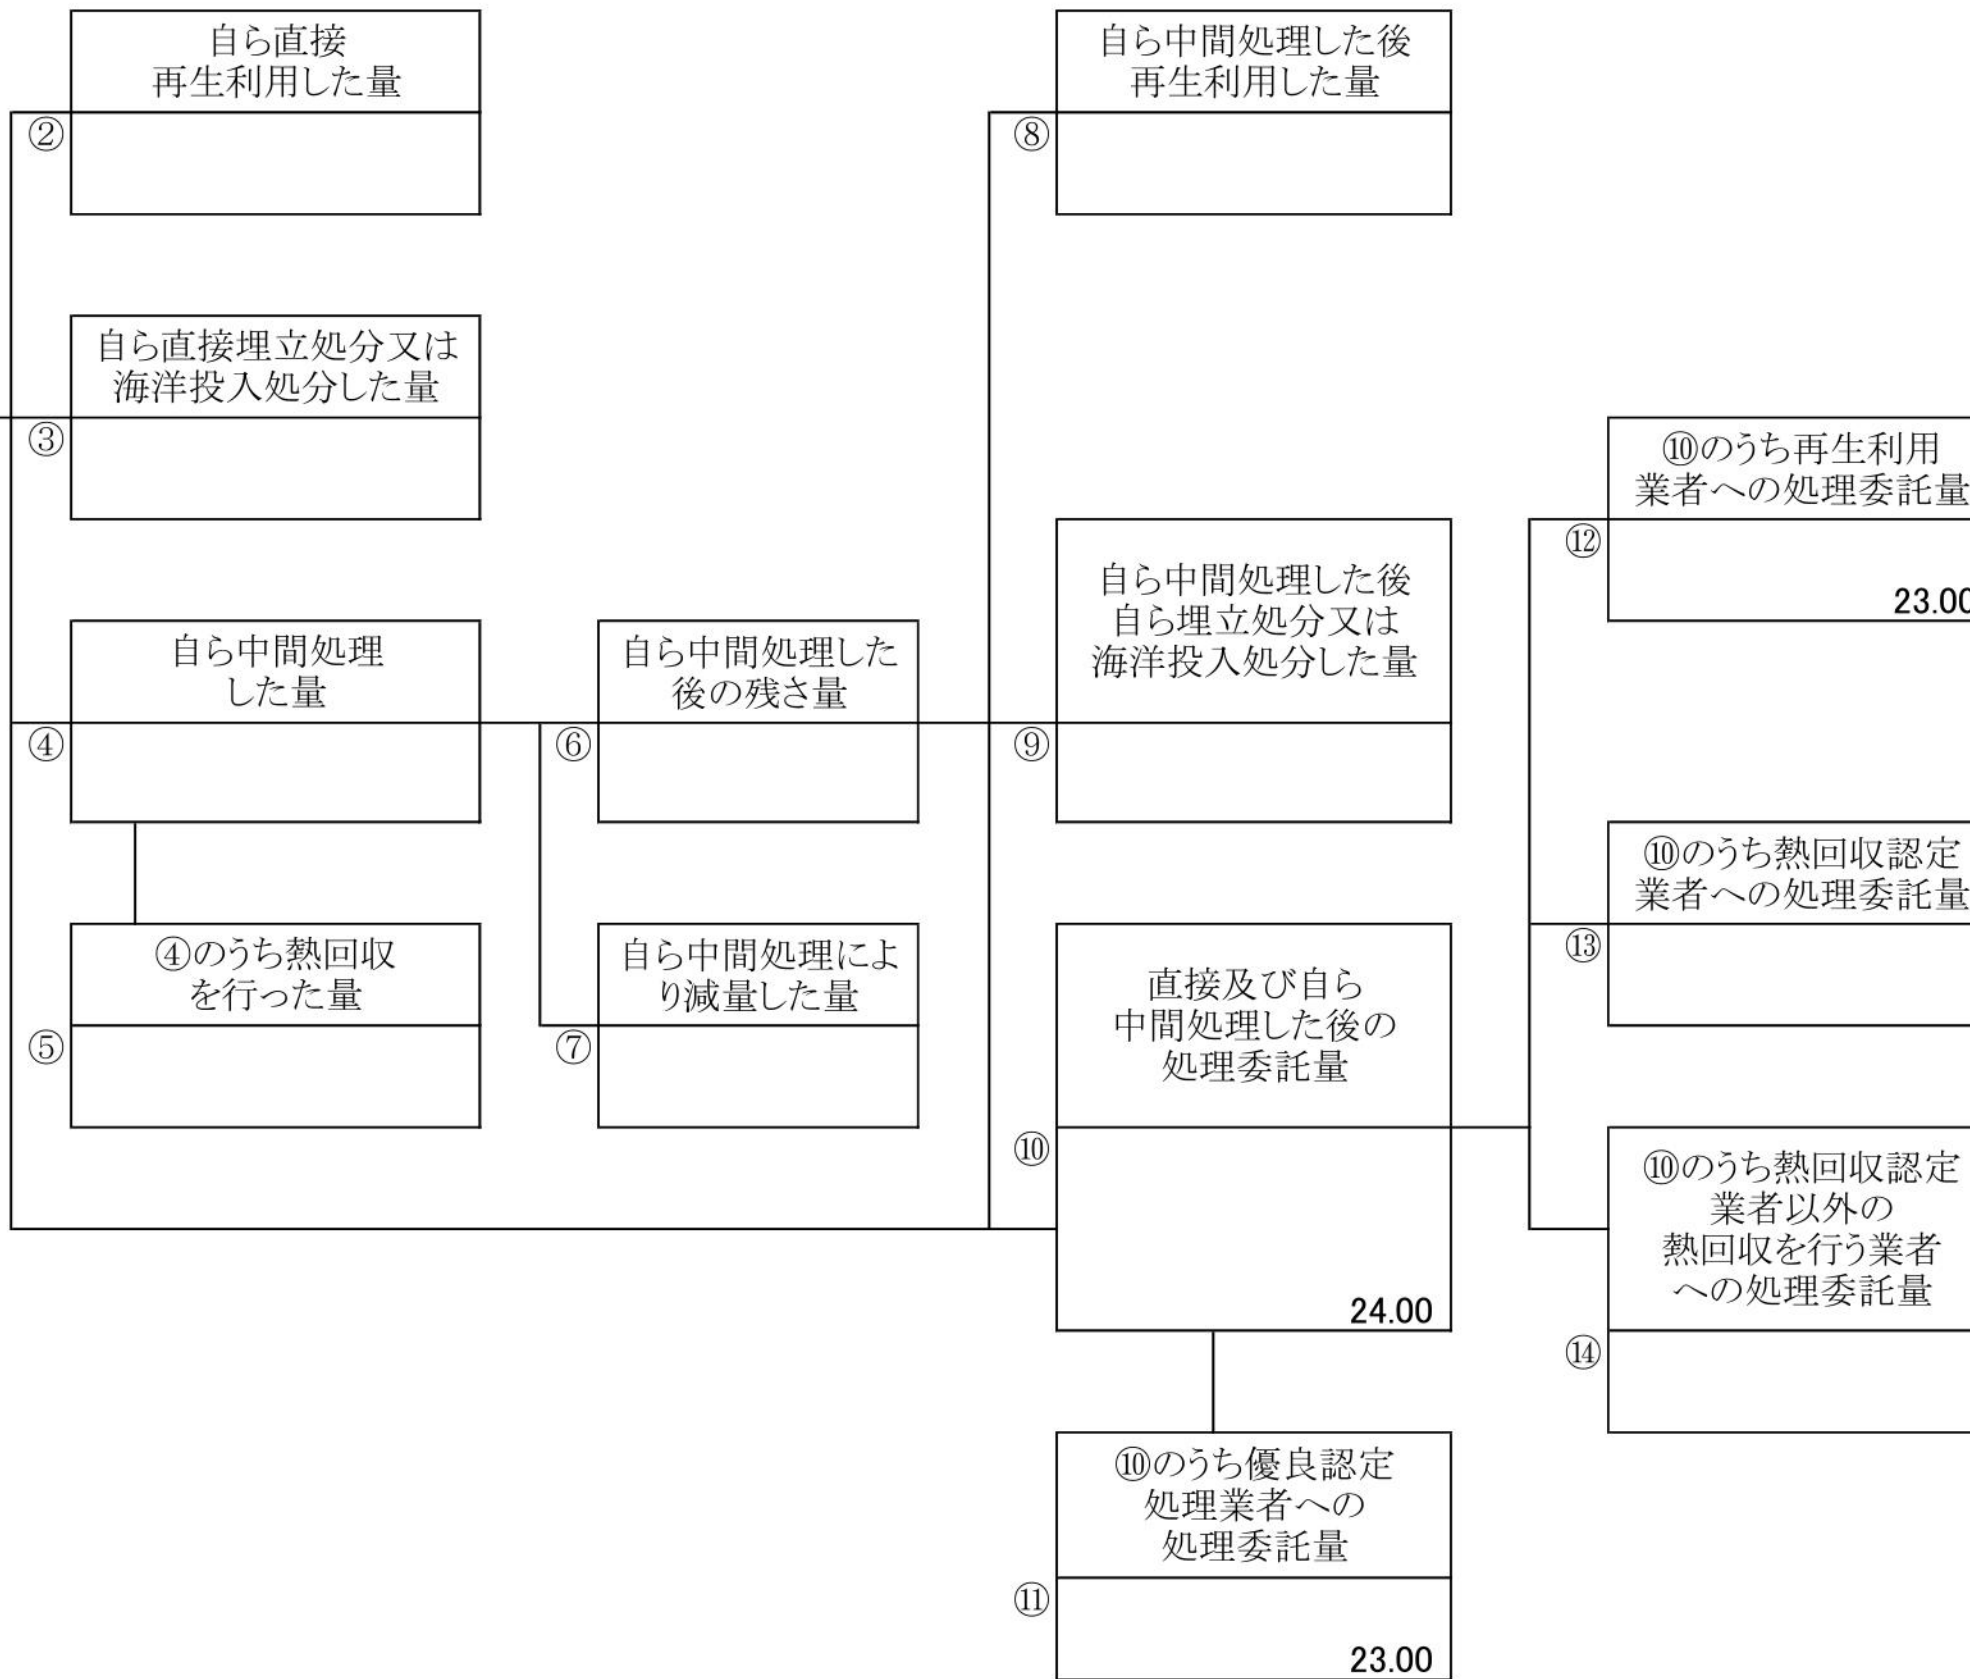 自ら直接
再生利用した量
②
自ら中間処理した後
再生利用した量
⑧
自ら直接埋立処分又は
海洋投入処分した量
③
⑩のうち再生利用
業者への処理委託量
⑫
23.00
自ら中間処理した後
自ら埋立処分又は
海洋投入処分した量
⑨
自ら中間処理
した量
④
自ら中間処理した
後の残さ量
⑥
⑩のうち熱回収認定
業者への処理委託量
⑬
④のうち熱回収
を行った量
⑤
自ら中間処理によ
り減量した量
⑦
直接及び自ら
中間処理した後の
処理委託量
⑩
24.00
⑩のうち熱回収認定
業者以外の
熱回収を行う業者
への処理委託量
⑭
⑩のうち優良認定
処理業者への
処理委託量
⑪
23.00